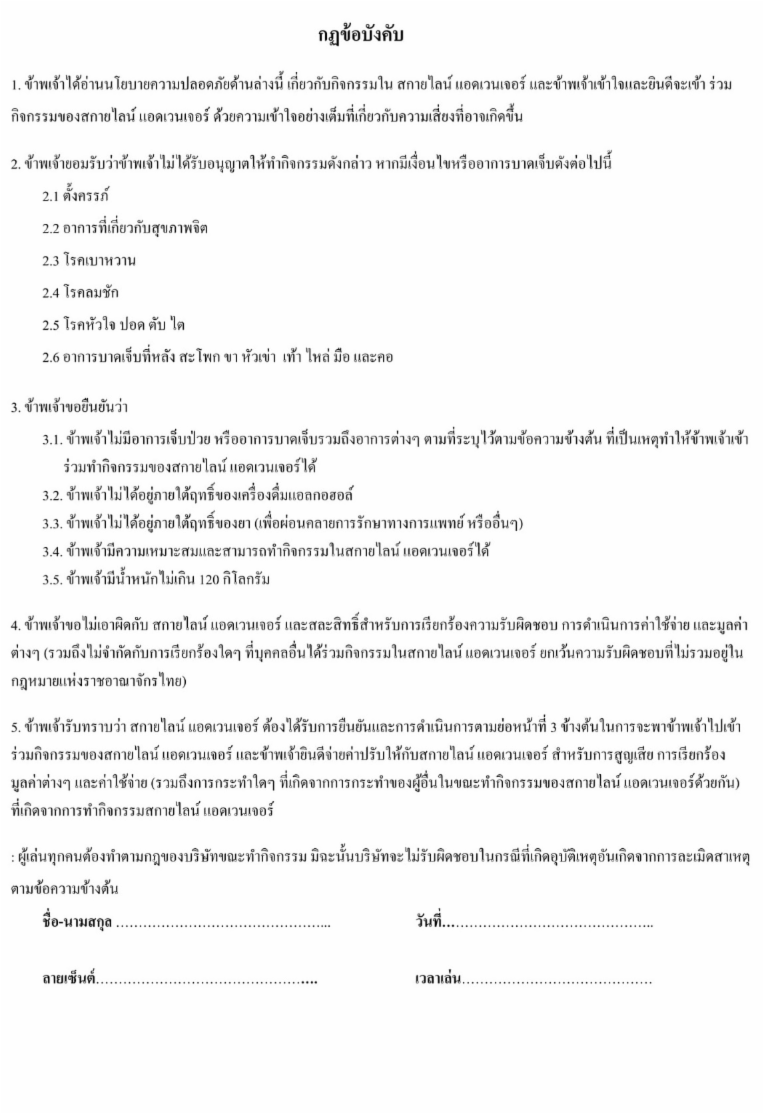 กฏข้อบังคับ
1. ข้าพเจ้าได้อ่านนโยบายความปลอดภัยด้านล่างนี้ เกี่ยวกับกิจกรรมใน สกายไลน์ แอดเวนเจอร์ และข้าพเจ้าเข้าใจและยินดีจะเข้า ร่วม
กิจกรรมของสกายไลน์ แอดเวนเจอร์ ด้วยความเข้าใจอย่างเต็มที่เกี่ยวกับความเสี่ยงที่อาจเกิดขึ้น
2. ข้าพเจ้ายอมรับว่าข้าพเจ้าไม่ได้รับอนุญาตให้ทำกิจกรรมดังกล่าว หากมีเงื่อนไขหรืออาการบาดเจ็บดังต่อไปนี้
2.1 ตั้งครรภ์
2.2 อาการที่เกี่ยวกับสุขภาพจิต
2.3 โรคเบาหวาน
2.4 โรคลมชัก
2.5 โรคหัวใจ ปอด ตับ ไต
2.6 อาการบาดเจ็บที่หลัง สะโพก ขา หัวเข่า เท้า ไหล่ มือ และคอ
3. ข้าพเจ้าขอยืนยันว่า
3.1. ข้าพเจ้าไม่มีอาการเจ็บป่วย หรืออาการบาดเจ็บรวมถึงอาการต่างๆ ตามที่ระบุไว้ตามข้อความข้างต้น ที่เป็นเหตุทำให้ข้าพเจ้าเข้า
ร่วมทำกิจกรรมของสกายไลน์ แอดเวนเจอร์ได้
3.2. ข้าพเจ้าไม่ได้อยู่ภายใต้ฤทธิ์ของเครื่องดื่มแอลกอฮอล์
3.3. ข้าพเจ้าไม่ได้อยู่ภายใต้ฤทธิ์ของยา (เพื่อผ่อนคลายการรักษาทางการแพทย์ หรืออื่นๆ)
3.4. ข้าพเจ้ามีความเหมาะสมและสามารถทำกิจกรรมในสกายไลน์ แอดเวนเจอร์ได้
3.5. ข้าพเจ้ามีน้ำหนักไม่เกิน 120 กิโลกรัม
4. ข้าพเจ้าขอไม่เอาผิดกับ สกายไลน์ แอดเวนเจอร์ และสละสิทธิ์สำหรับการเรียกร้องความรับผิดชอบ การดำเนินการค่าใช้จ่าย และมูลค่า
ต่างๆ (รวมถึงไม่จำกัดกับการเรียกร้องใดๆ ที่บุคคลอื่นได้ร่วมกิจกรรมในสกายไลน์ แอดเวนเจอร์ ยกเว้นความรับผิดชอบที่ไม่รวมอยู่ใน
กฎหมายแห่งราชอาณาจักรไทย)
5. ข้าพเจ้ารับทราบว่า สกายไลน์ แอดเวนเจอร์ ต้องได้รับการยืนยันและการดำเนินการตามย่อหน้าที่ 3 ข้างต้นในการจะพาข้าพเจ้าไปเข้า
ร่วมกิจกรรมของสกายไลน์ แอดเวนเจอร์ และข้าพเจ้ายินดีจ่ายค่าปรับให้กับสกายไลน์ แอดเวนเจอร์ สำหรับการสูญเสีย การเรียกร้อง
มูลค่าต่างๆ และค่าใช้จ่าย (รวมถึงการกระทำใดๆ ที่เกิดจากการกระทำของผู้อื่นในขณะทำกิจกรรมของสกายไลน์ แอดเวนเจอร์ด้วยกัน)
ที่เกิดจากการทำกิจกรรมสกายไลน์ แอดเวนเจอร์
: ผู้เล่นทุกคนต้องทำตามกฎของบริษัทขณะทำกิจกรรม มิฉะนั้นบริษัทจะไม่รับผิดชอบในกรณีที่เกิดอุบัติเหตุอันเกิดจากการละเมิดสาเหตุ
ตามข้อความข้างต้น
ชื่อ-นามสกุล ............................................... วันที่...............................................
ลายเซ็นต์................................................. เวลาเล่น..........................................